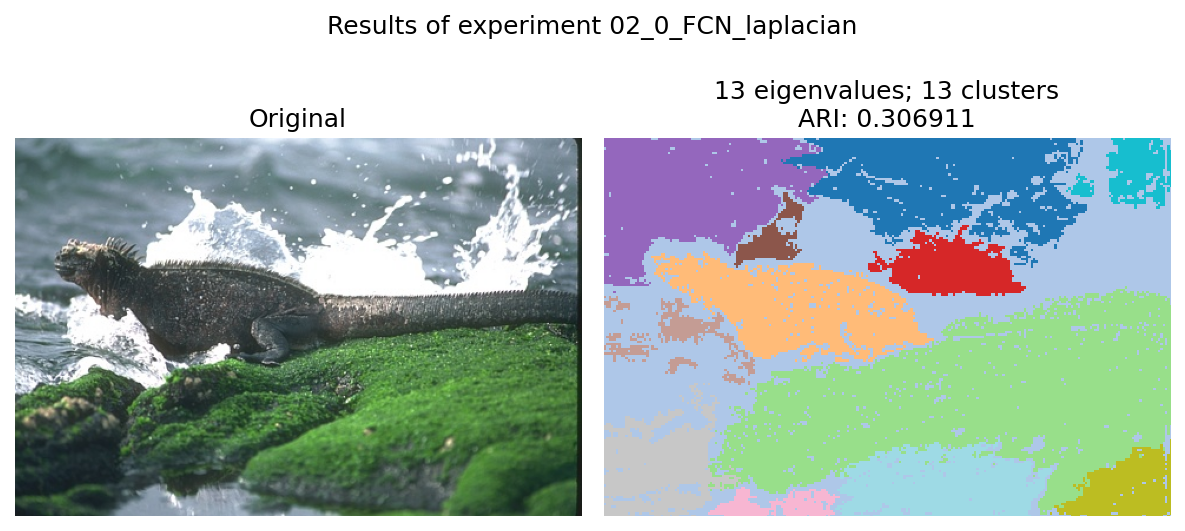 Results of experiment 02_0_FCN_laplacian
Original
13 eigenvalues; 13 clusters
ARI: 0.306911